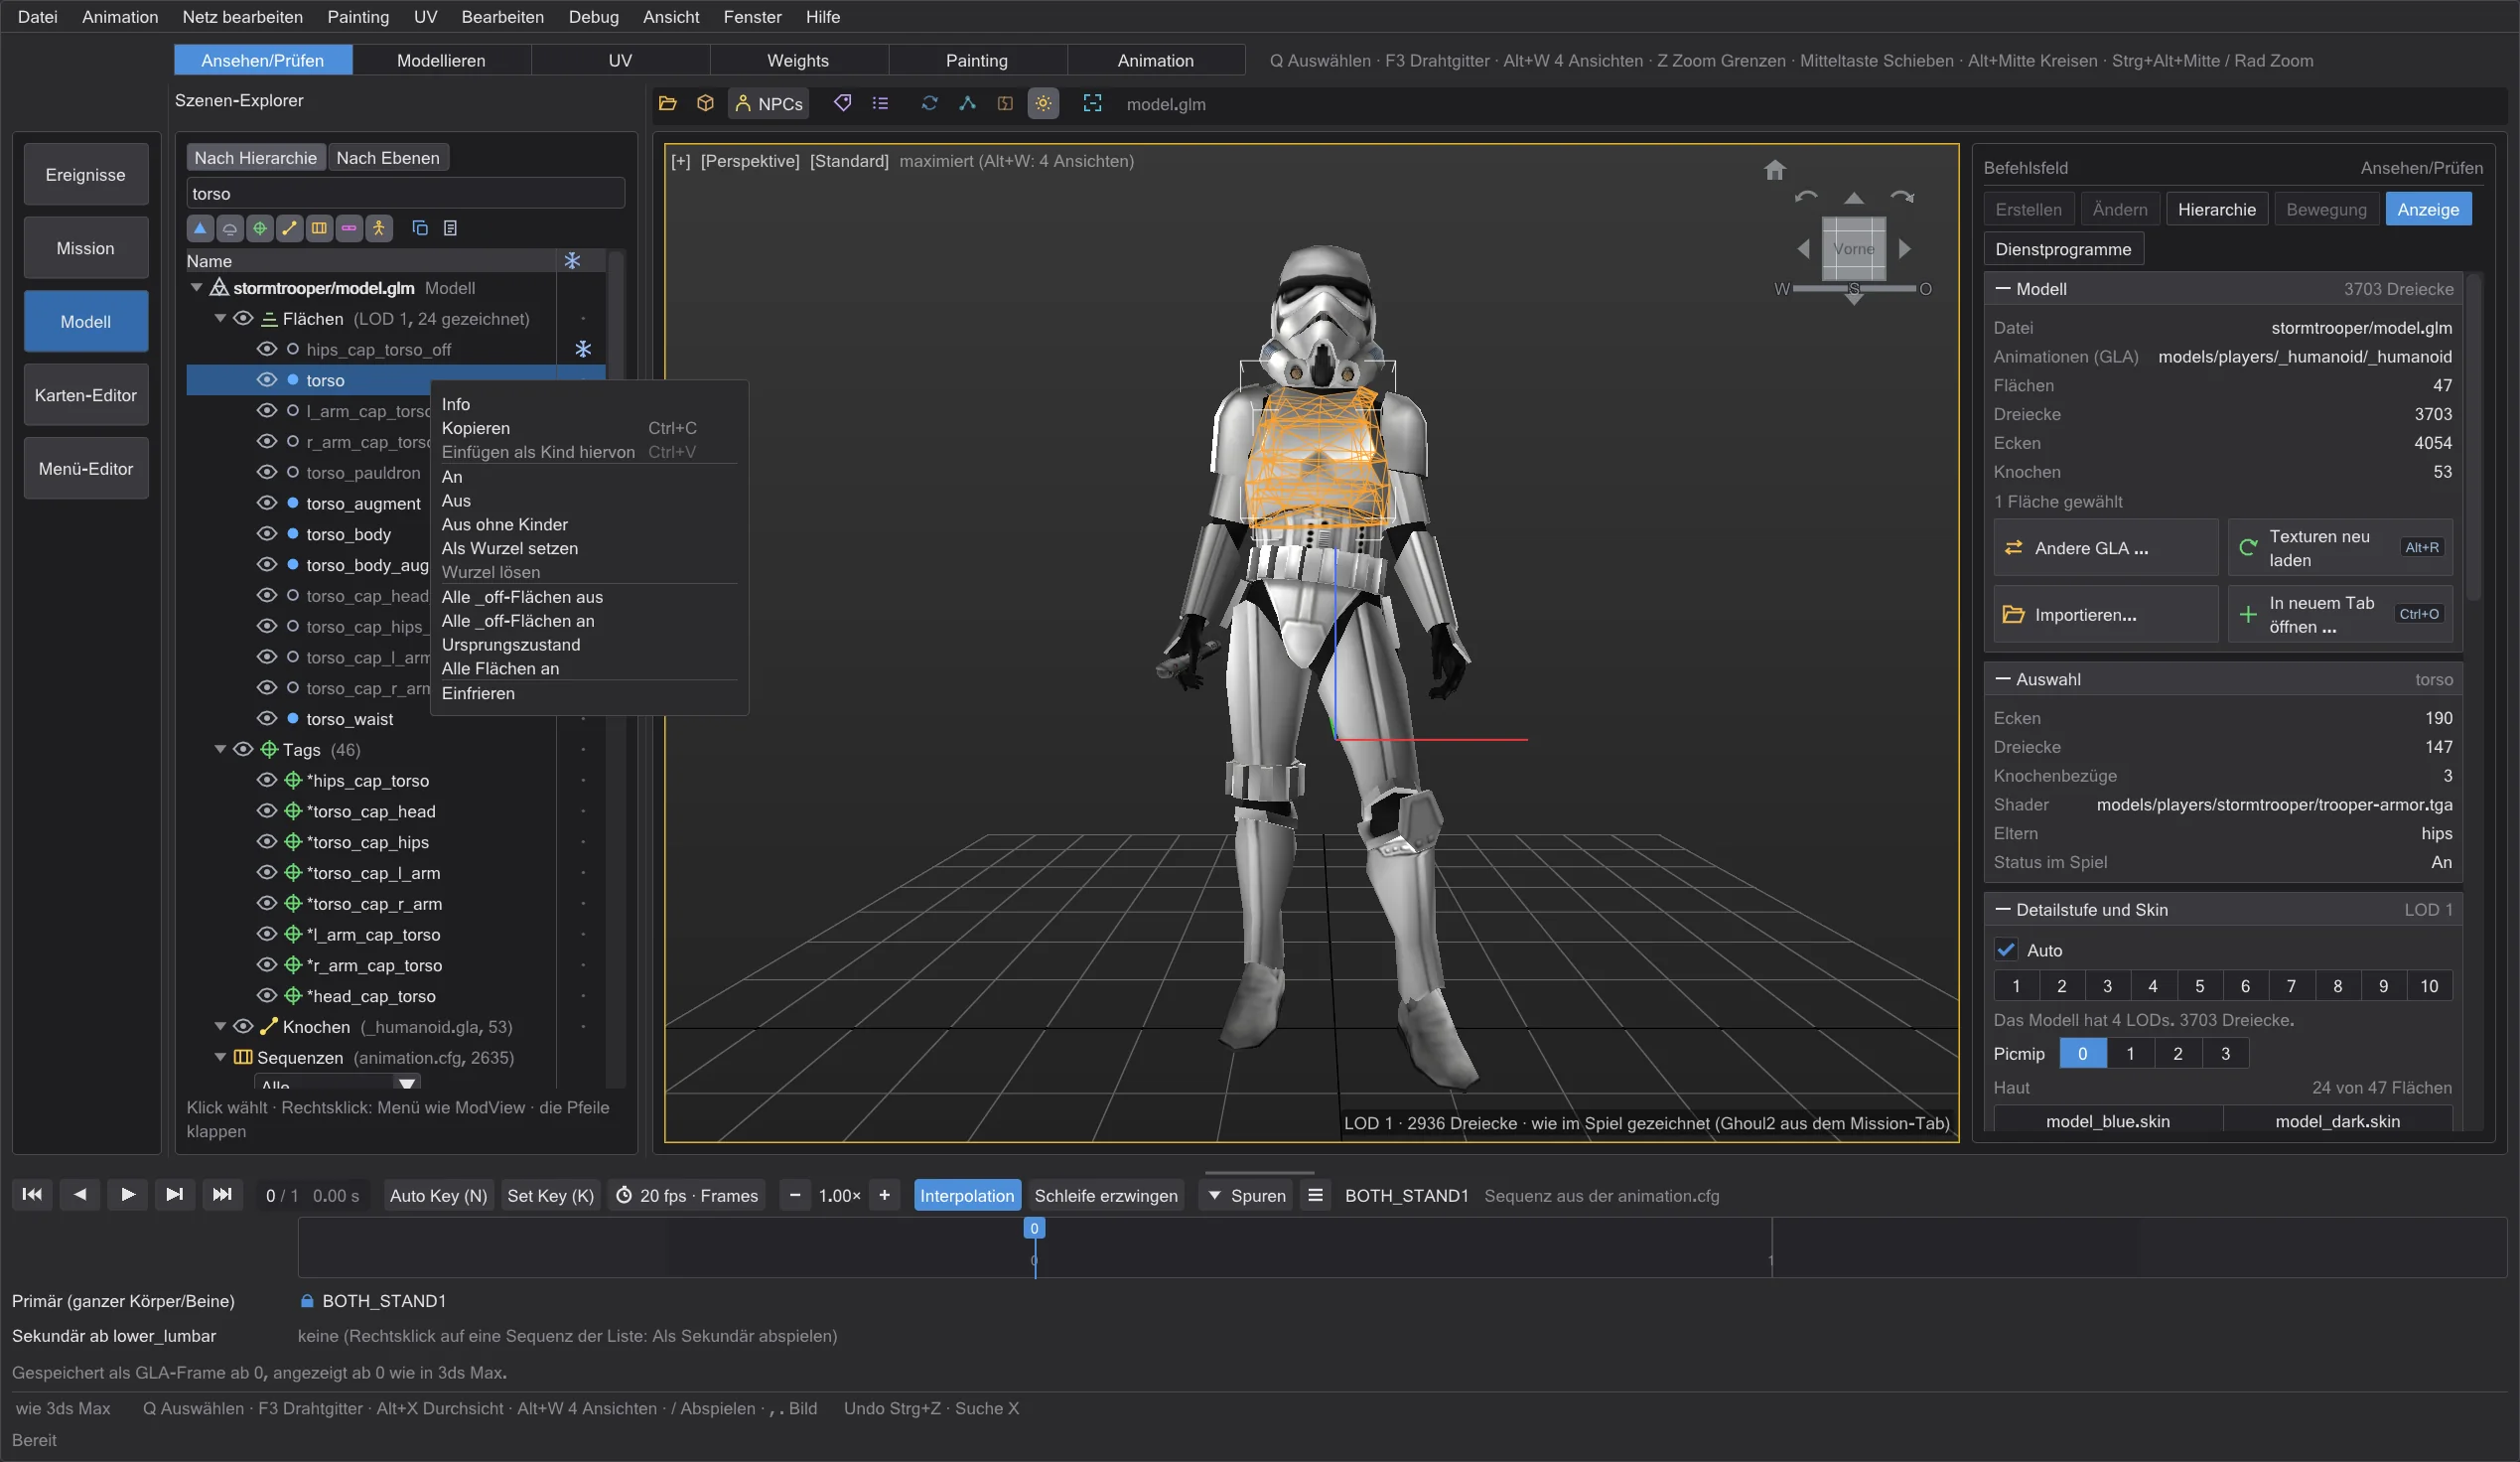 Datei Animation Netz bearbeiten Painting UV Bearbeiten Debug Ansicht Fenster Hilfe
Ansehen/Prüfen Modellieren UV Weights Painting Animation Q Auswählen · F3 Drahtgitter · Alt+W 4 Ansichten · Z Zoom Grenzen · Mitteltaste Schieben · Alt+Mitte Kreisen · Strg+Alt+Mitte / Rad Zoom
Szenen-Explorer
NPCs model.glm
Ereignisse
Mission
Modell
Karten-Editor
Menü-Editor
Nach Hierarchie Nach Ebenen
torso
Name
stormtrooper/model.glm Modell
Flächen (LOD 1, 24 gezeichnet)
hips_cap_torso_off
torso
l_arm_cap_torso
r_arm_cap_torso
torso_pauldron
torso_augment
torso_body
torso_body_aug
torso_cap_head
torso_cap_hips_
torso_cap_l_arm
torso_cap_r_arm
torso_waist
Tags (46)
*hips_cap_torso
*torso_cap_head
*torso_cap_hips
*torso_cap_l_arm
*torso_cap_r_arm
*l_arm_cap_torso
*r_arm_cap_torso
*head_cap_torso
Knochen (_humanoid.gla, 53)
Sequenzen (animation.cfg, 2635)
Alle
Klick wählt · Rechtsklick: Menü wie ModView · die Pfeile
klappen
Info
Kopieren Ctrl+C
Einfügen als Kind hiervon Ctrl+V
An
Aus
Aus ohne Kinder
Als Wurzel setzen
Wurzel lösen
Alle _off-Flächen aus
Alle _off-Flächen an
Ursprungszustand
Alle Flächen an
Einfrieren
[+] [Perspektive] [Standard] maximiert (Alt+W: 4 Ansichten)
Vorne
W S O
LOD 1 · 2936 Dreiecke · wie im Spiel gezeichnet (Ghoul2 aus dem Mission-Tab)
Befehlsfeld Ansehen/Prüfen
Erstellen Ändern Hierarchie Bewegung Anzeige
Dienstprogramme
Modell 3703 Dreiecke
Datei stormtrooper/model.glm
Animationen (GLA) models/players/_humanoid/_humanoid
Flächen 47
Dreiecke 3703
Ecken 4054
Knochen 53
1 Fläche gewählt
Andere GLA ... Texturen neu laden Alt+R
Importieren... In neuem Tab öffnen ... Ctrl+O
Auswahl torso
Ecken 190
Dreiecke 147
Knochenbezüge 3
Shader models/players/stormtrooper/trooper-armor.tga
Eltern hips
Status im Spiel An
Detailstufe und Skin LOD 1
Auto
1 2 3 4 5 6 7 8 9 10
Das Modell hat 4 LODs. 3703 Dreiecke.
Picmip 0 1 2 3
Haut 24 von 47 Flächen
model_blue.skin model_dark.skin
0 / 1 0.00 s Auto Key (N) Set Key (K) 20 fps · Frames − 1.00× + Interpolation Schleife erzwingen Spuren BOTH_STAND1 Sequenz aus der animation.cfg
0
0 1
Primär (ganzer Körper/Beine) BOTH_STAND1
Sekundär ab lower_lumbar keine (Rechtsklick auf eine Sequenz der Liste: Als Sekundär abspielen)
Gespeichert als GLA-Frame ab 0, angezeigt ab 0 wie in 3ds Max.
wie 3ds Max Q Auswählen · F3 Drahtgitter · Alt+X Durchsicht · Alt+W 4 Ansichten · / Abspielen · , . Bild Undo Strg+Z · Suche X
Bereit